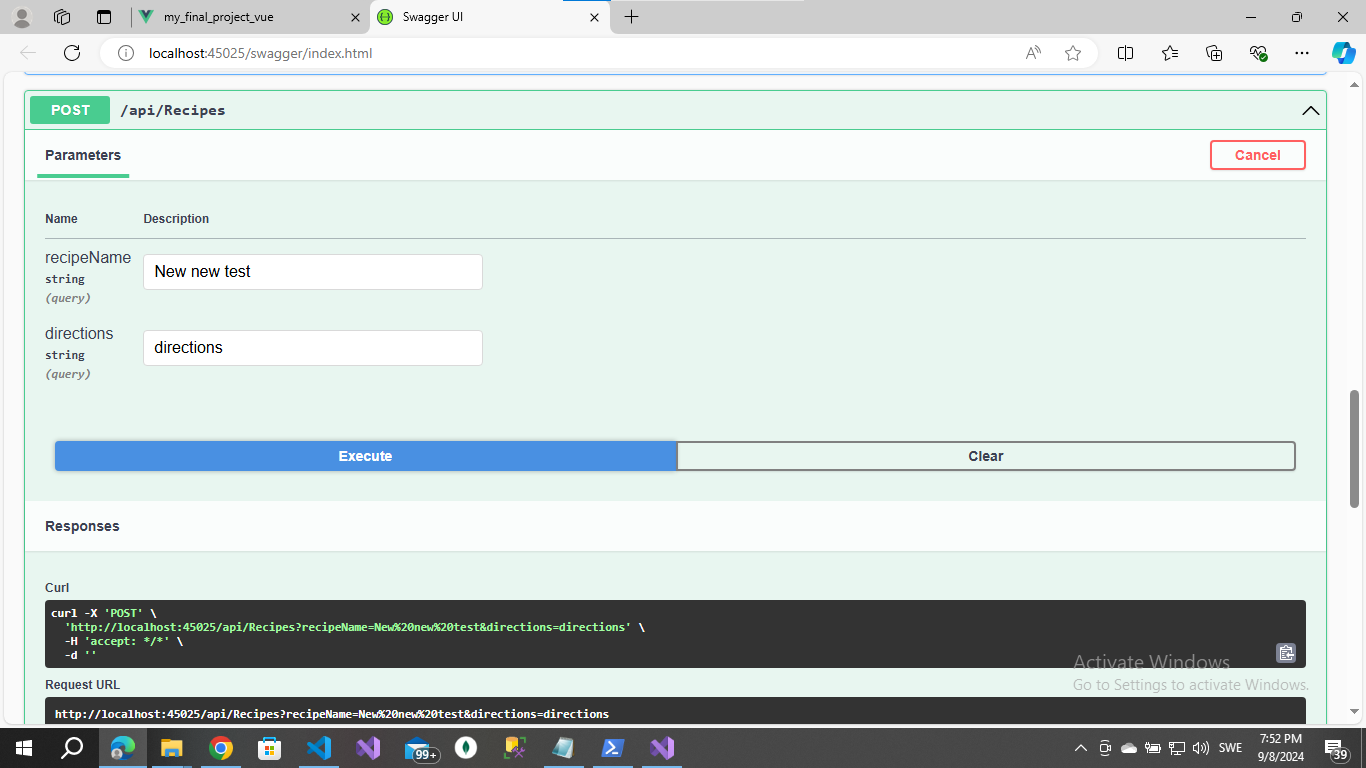 my_final_project_vue
Swagger UI
localhost:45025/swagger/index.html
POST /api/Recipes
Parameters
Cancel
Name Description
recipeName
string
(query)
New new test
directions
string
(query)
directions
Execute
Clear
Responses
Curl
curl -X 'POST' \
'http://localhost:45025/api/Recipes?recipeName=New%20new%20test&directions=directions' \
-H 'accept: */*' \
-d ''
Activate Windows
Go to Settings to activate Windows.
Request URL
http://localhost:45025/api/Recipes?recipeName=New%20new%20test&directions=directions
99+
SWE
7:52 PM
9/8/2024
39